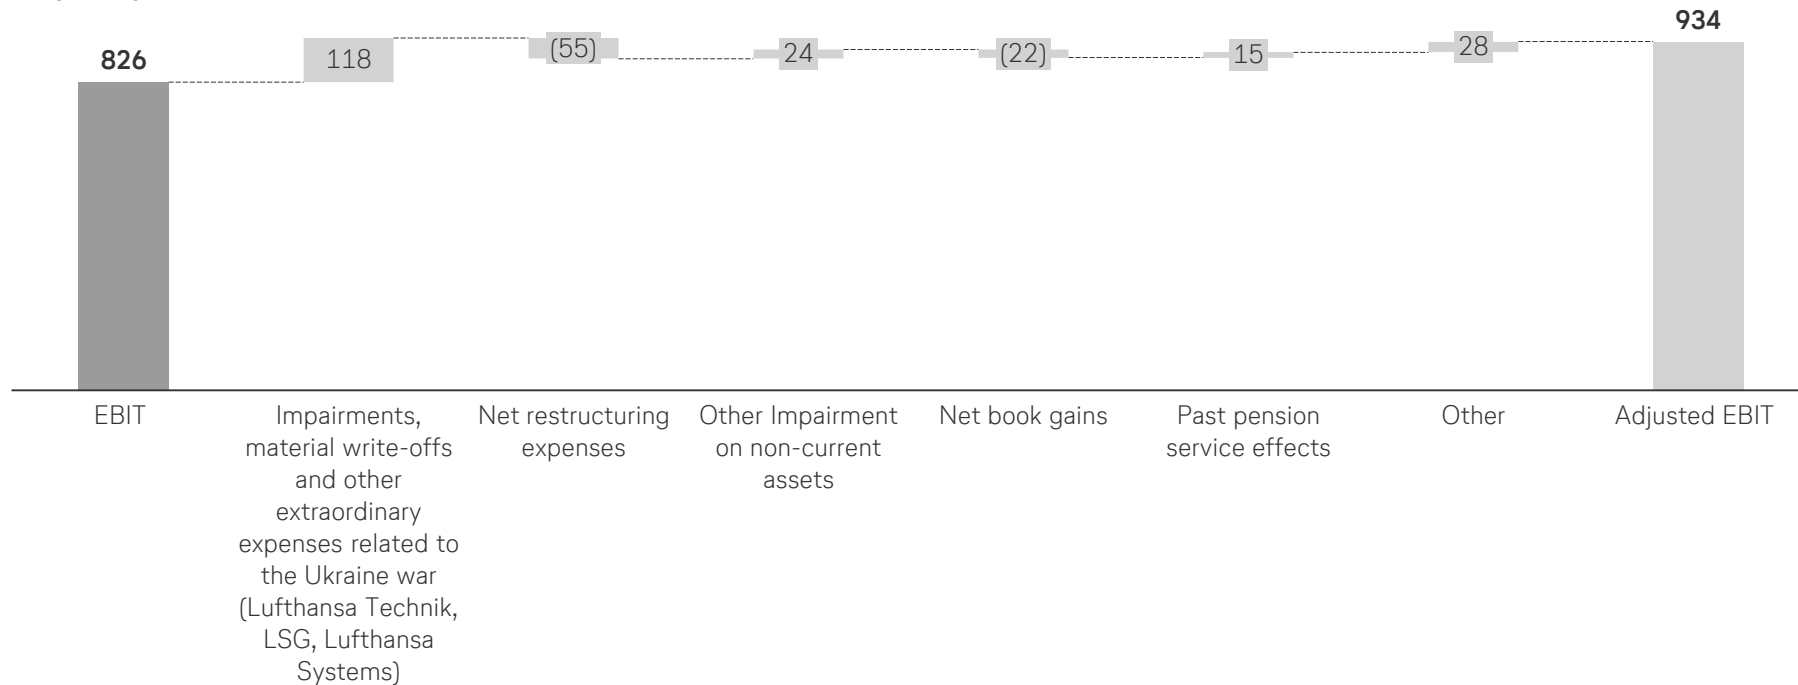 934
826
118
(55)
24
(22)
15
28
EBIT
Impairments,
material write-offs
and other
extraordinary
expenses related to
the Ukraine war
(Lufthansa Technik,
LSG, Lufthansa
Systems)
Net restructuring
expenses
Other Impairment
on non-current
assets
Net book gains
Past pension
service effects
Other
Adjusted EBIT